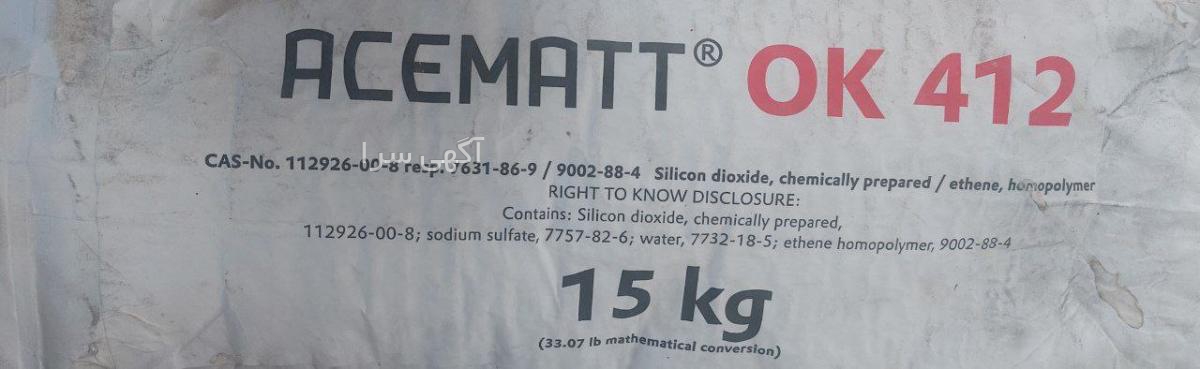 ACEMATT® OK 412
آگهی سرا
CAS-No. 112926-00-8 resp. 7631-86-9 / 9002-88-4 Silicon dioxide, chemically prepared / ethene, homopolymer
RIGHT TO KNOW DISCLOSURE:
Contains: Silicon dioxide, chemically prepared,
112926-00-8; sodium sulfate, 7757-82-6; water, 7732-18-5; ethene homopolymer, 9002-88-4
15 kg
(33.07 lb mathematical conversion)